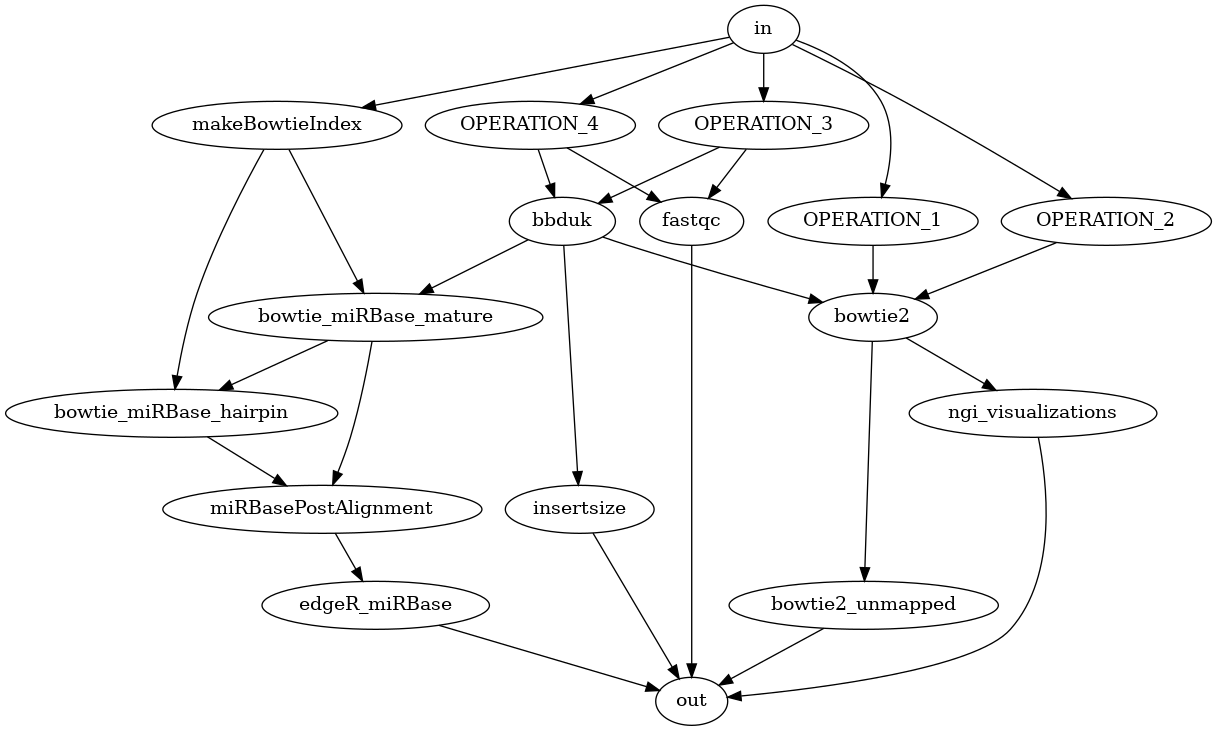 in
makeBowtieIndex
OPERATION_4
OPERATION_3
bbduk
fastqc
OPERATION_1
OPERATION_2
bowtie_miRBase_mature
bowtie2
bowtie_miRBase_hairpin
ngi_visualizations
miRBasePostAlignment
insertsize
edgeR_miRBase
bowtie2_unmapped
out